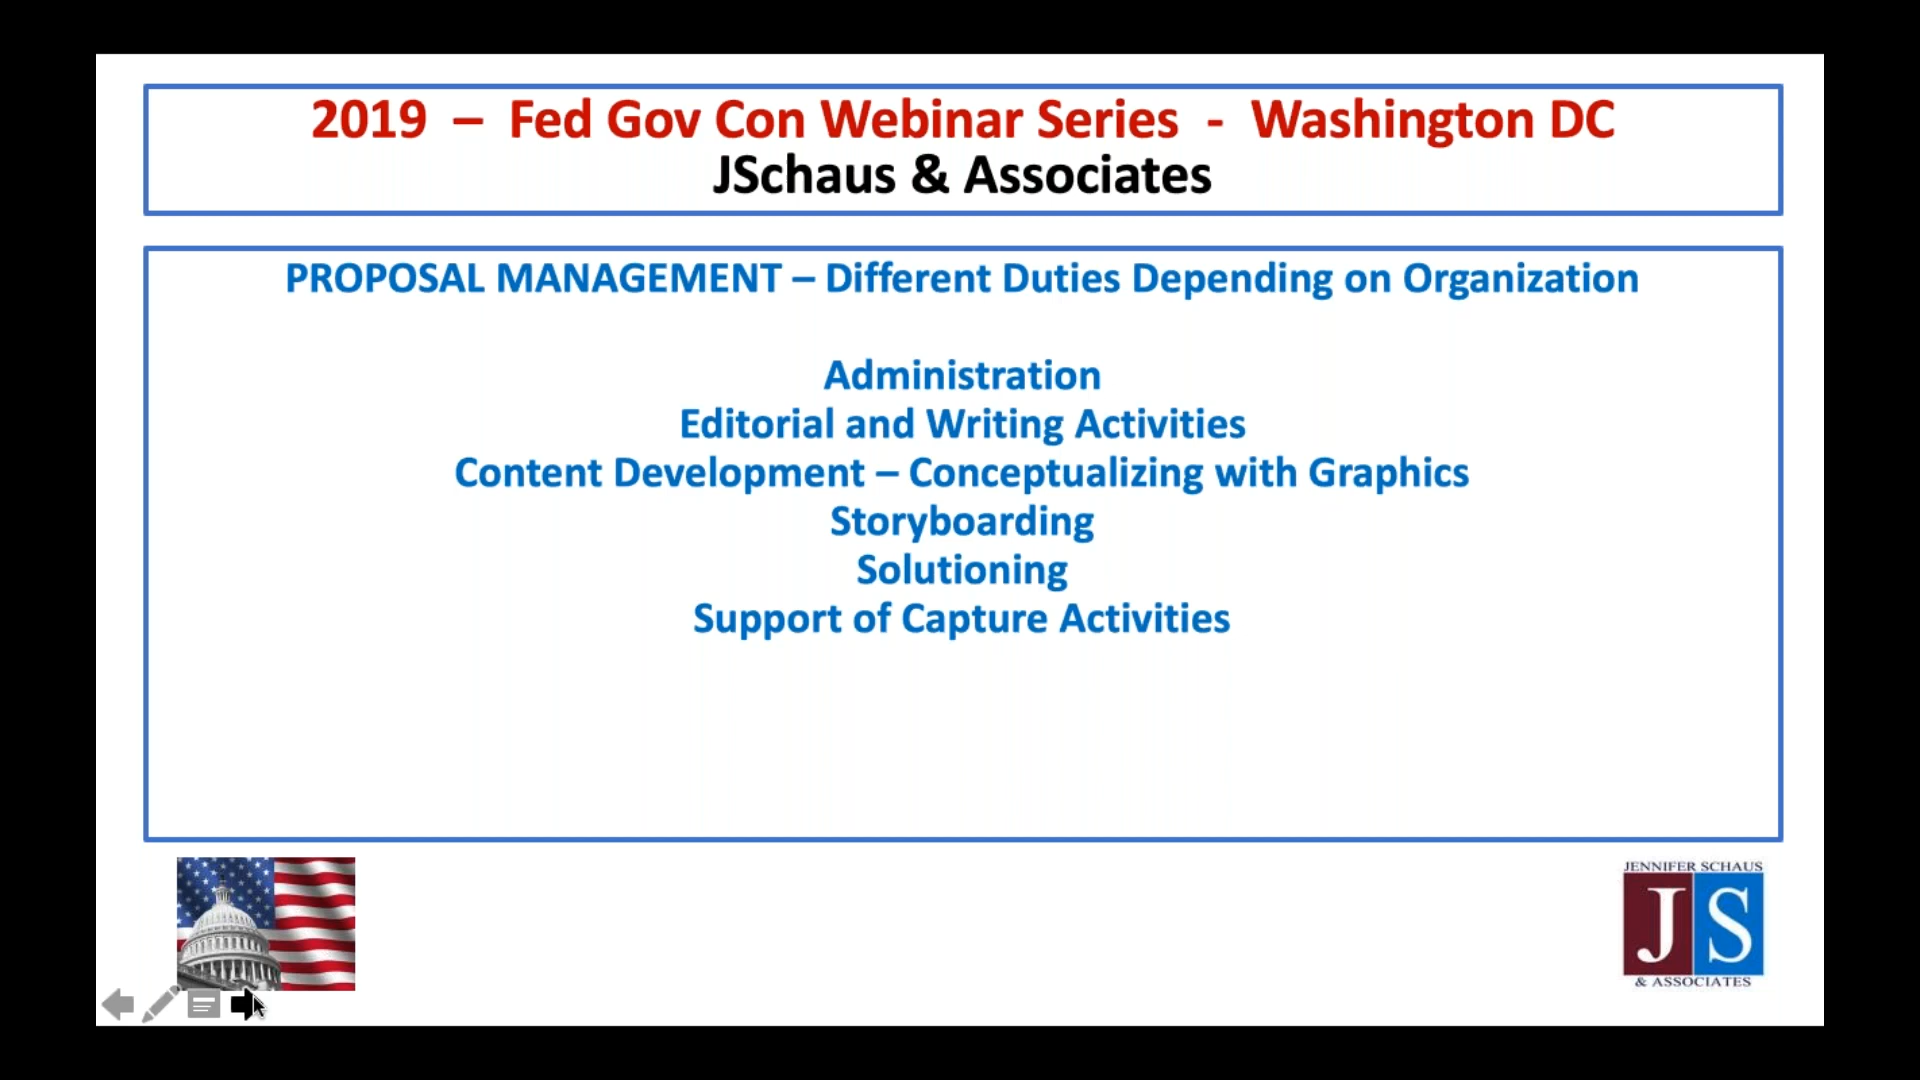 2019 – Fed Gov Con Webinar Series - Washington DC
JSchaus & Associates
PROPOSAL MANAGEMENT – Different Duties Depending on Organization
Administration
Editorial and Writing Activities
Content Development – Conceptualizing with Graphics
Storyboarding
Solutioning
Support of Capture Activities
JENNIFER SCHAUS
JS
& ASSOCIATES